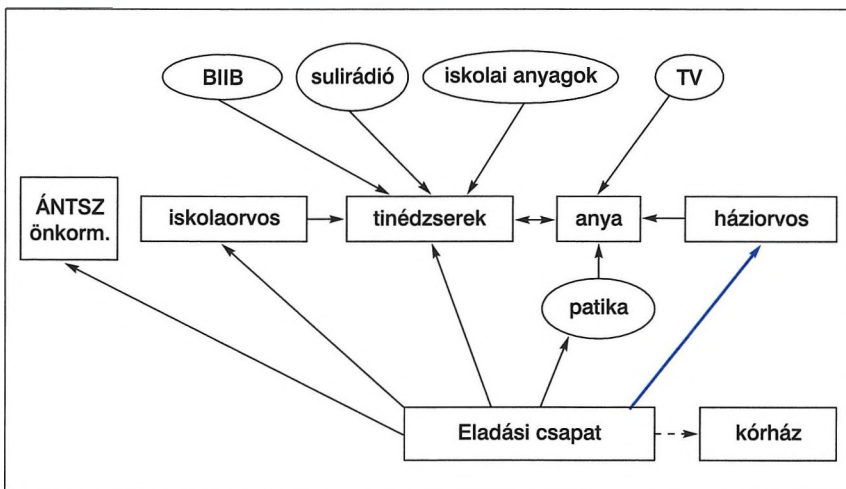 BIIB
sulirádió
iskolai anyagok
TV
ÁNTSZ
önkorm.
iskolaorvos
tinédzserek
anya
háziorvos
patika
Eladási csapat
kórház